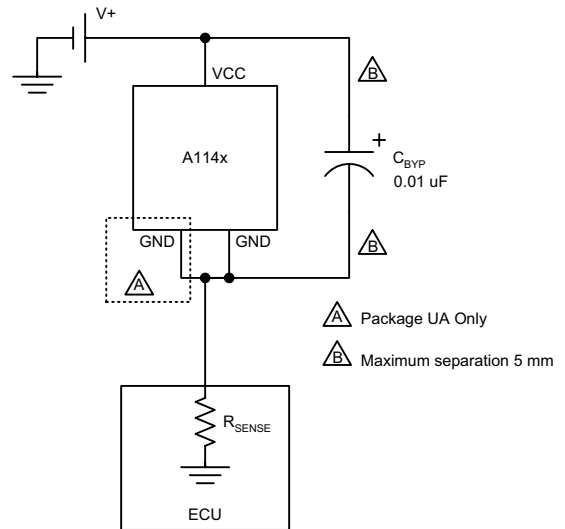 V+
VCC
B
A114x
+
C_BYP
0.01 uF
GND
GND
B
A
A Package UA Only
B Maximum separation 5 mm
R_SENSE
ECU